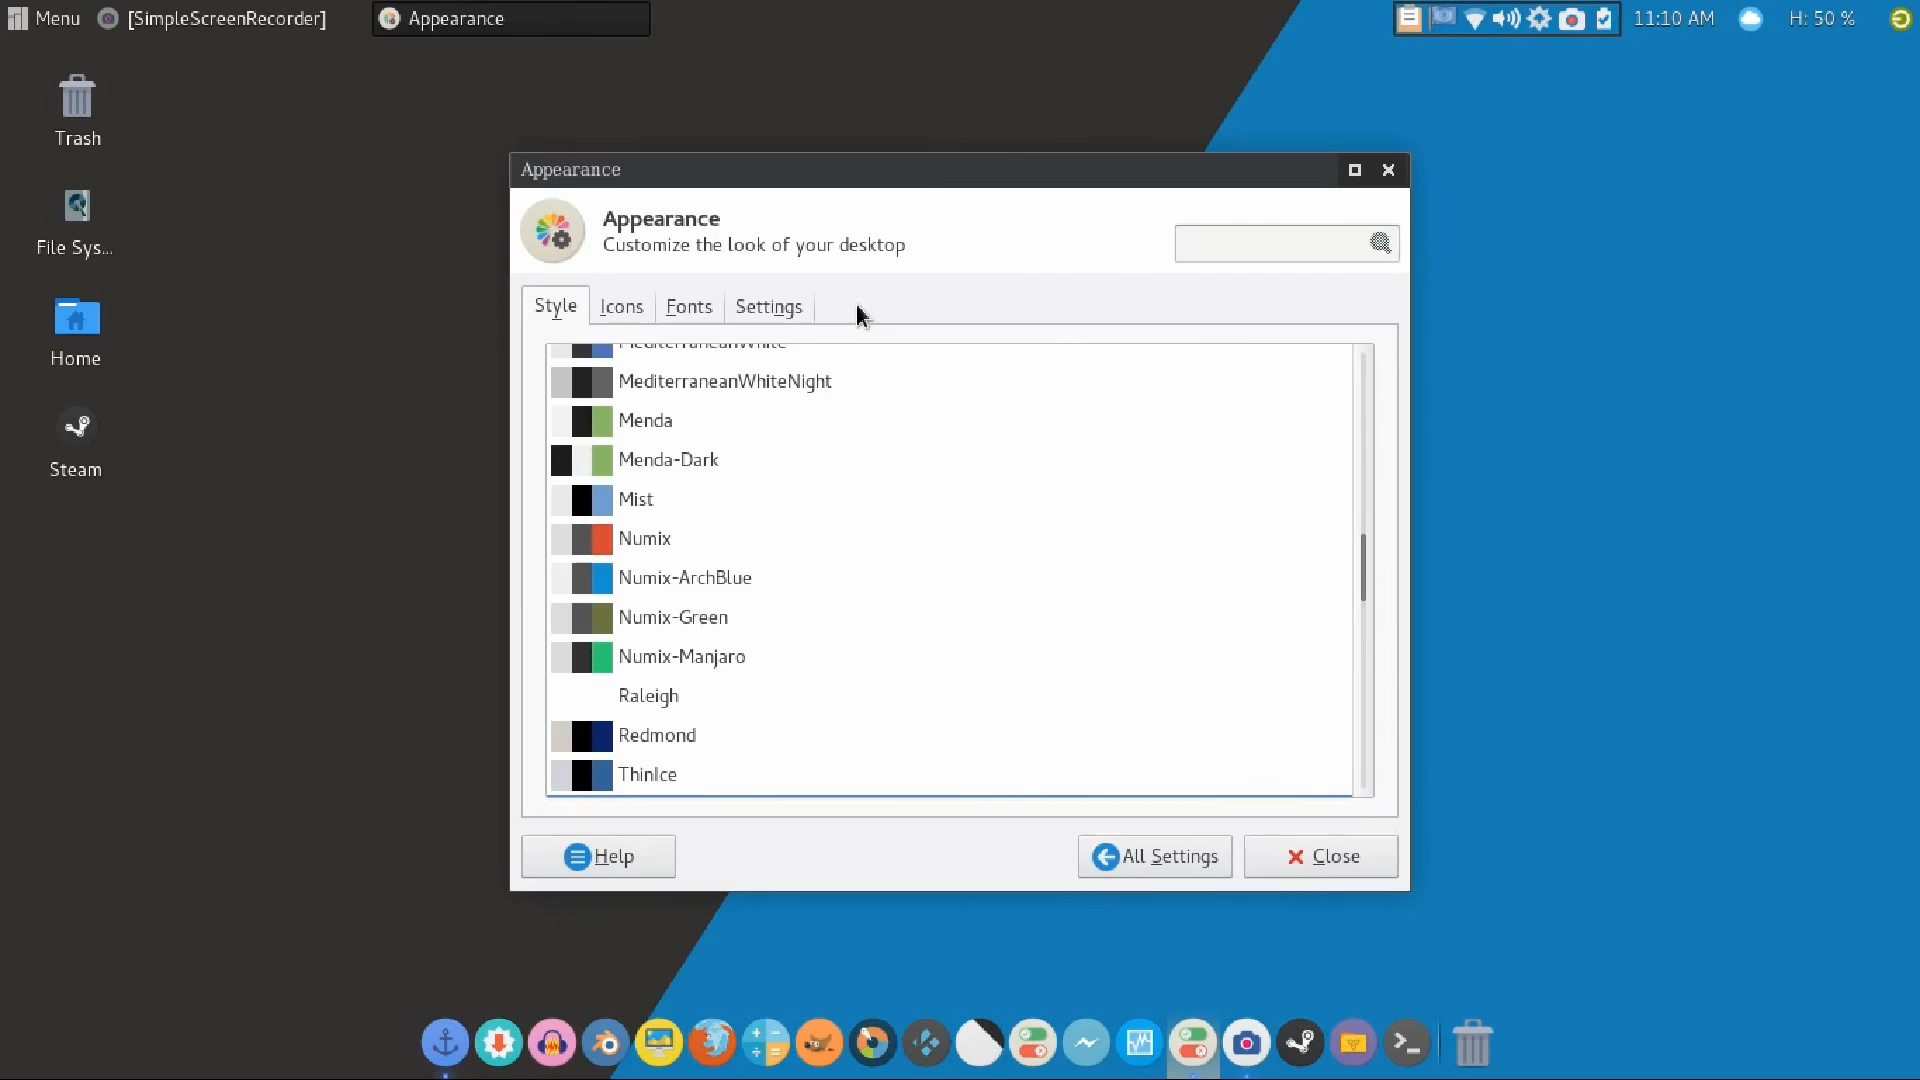 Menu
[SimpleScreenRecorder]
Appearance
11:10 AM
H: 50 %
Trash
File Sys...
Home
Steam
Appearance
Appearance
Customize the look of your desktop
Style
Icons
Fonts
Settings
MediterraneanWhite
MediterraneanWhiteNight
Menda
Menda-Dark
Mist
Numix
Numix-ArchBlue
Numix-Green
Numix-Manjaro
Raleigh
Redmond
ThinIce
Help
All Settings
Close